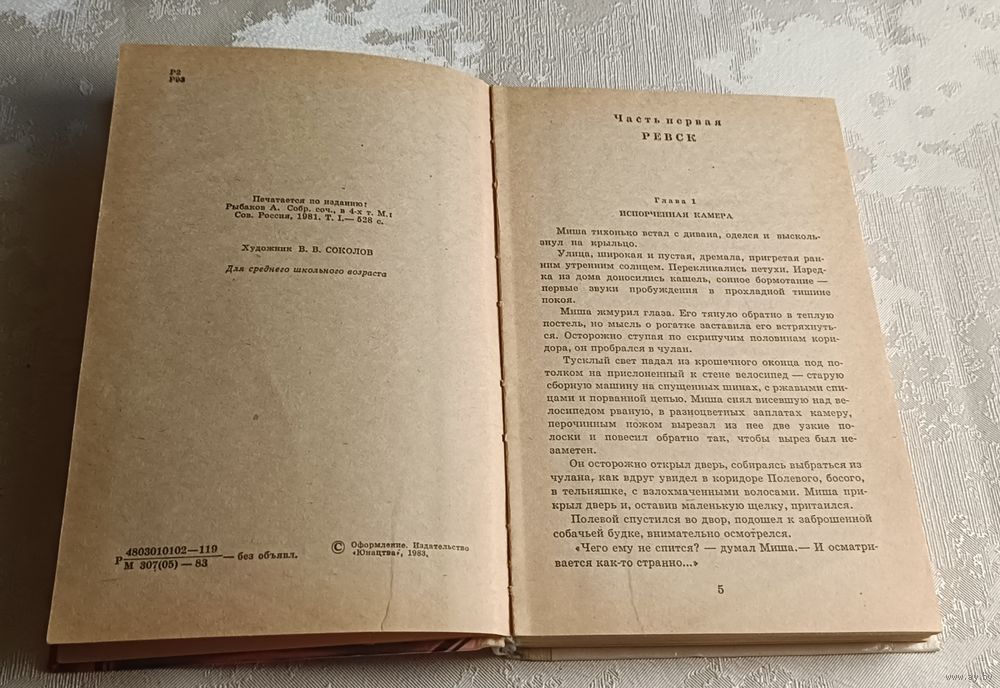 Р2
Р93
Печатается по изданию:
Рыбаков А. Собр. соч., в 4-х т. М.:
Сов. Россия, 1981. Т. I.— 528 с.
Художник В. В. СОКОЛОВ
Для среднего школьного возраста
Р 4803010102—119 — без объявл.
М 307(05) — 83
© Оформление. Издательство
«Юнацтва», 1983.
Часть первая
РЕВСК
Глава 1
ИСПОРЧЕННАЯ КАМЕРА
Миша тихонько встал с дивана, оделся и высколь-
знул на крыльцо.
Улица, широкая и пустая, дремала, пригретая ран-
ним утренним солнцем. Перекликались петухи. Изред-
ка из дома доносились кашель, сонное бормотание —
первые звуки пробуждения в прохладной тишине
покоя.
Миша жмурил глаза. Его тянуло обратно в теплую
постель, но мысль о рогатке заставила его встряхнуть-
ся. Осторожно ступая по скрипучим половицам кори-
дора, он пробрался в чулан.
Тусклый свет падал из крошечного оконца под по-
толком на прислоненный к стене велосипед — старую
сборную машину на спущенных шинах, с ржавыми спи-
цами и порванной цепью. Миша снял висевшую над ве-
лосипедом рваную, в разноцветных заплатах камеру,
перочинным ножом вырезал из нее две узкие по-
лоски и повесил обратно так, чтобы вырез был не-
заметен.
Он осторожно открыл дверь, собираясь выбраться из
чулана, как вдруг увидел в коридоре Полевого, босого,
в тельняшке, с взлохмаченными волосами. Миша при-
крыл дверь и, оставив маленькую щелку, притаился.
Полевой спустился во двор, подошел к заброшенной
собачьей будке, внимательно осмотрелся.
«Чего ему не спится? — думал Миша.— И осматри-
вается как-то странно...»
5
www.ay.by